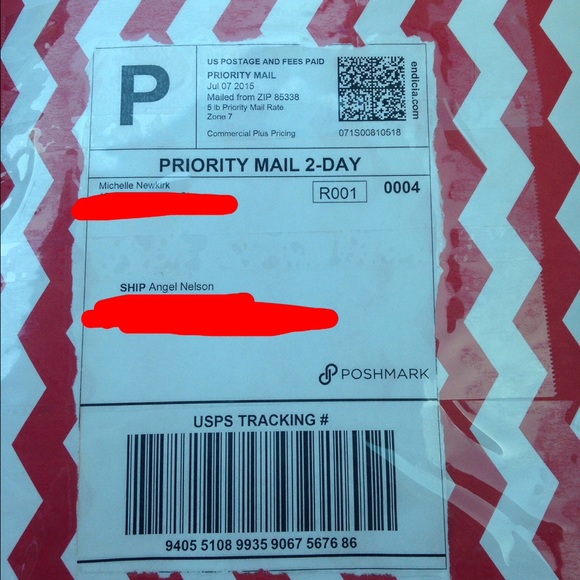 P
US POSTAGE AND FEES PAID
PRIORITY MAIL
Jul 07 2015
Mailed from ZIP 85338
5 lb Priority Mail Rate
Zone 7
Commercial Plus Pricing
071S00810518
endicia.com
PRIORITY MAIL 2-DAY
Michelle Newkirk
R001
0004
SHIP Angel Nelson
POSHMARK
USPS TRACKING #
9405 5108 9935 9067 5676 86